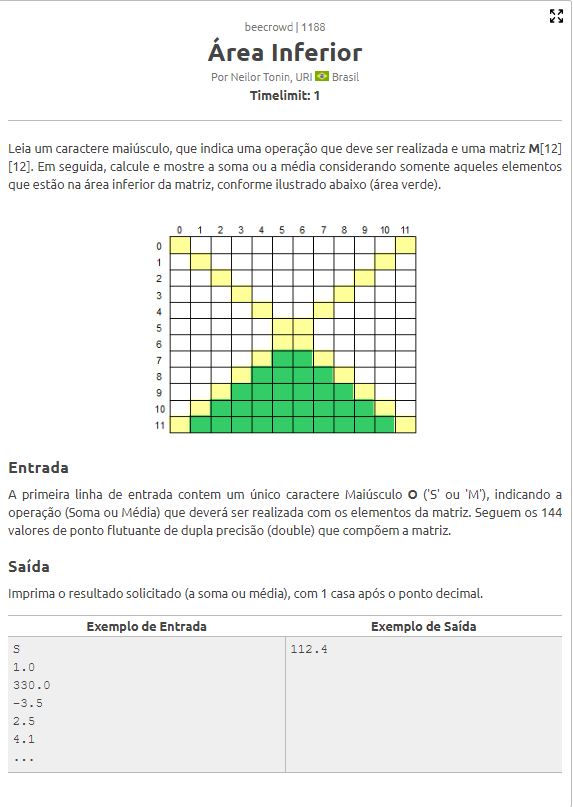 beecrowd | 1188
Área Inferior
Por Neilor Tonin, URI Brasil
Timelimit: 1
Leia um caractere maiúsculo, que indica uma operação que deve ser realizada e uma matriz M[12]
[12]. Em seguida, calcule e mostre a soma ou a média considerando somente aqueles elementos
que estão na área inferior da matriz, conforme ilustrado abaixo (área verde).
0 1 2 3 4 5 6 7 8 9 10 11
0
1
2
3
4
5
6
7
8
9
10
11
Entrada
A primeira linha de entrada contem um único caractere Maiúsculo O ('S' ou 'M'), indicando a
operação (Soma ou Média) que deverá ser realizada com os elementos da matriz. Seguem os 144
valores de ponto flutuante de dupla precisão (double) que compõem a matriz.
Saída
Imprima o resultado solicitado (a soma ou média), com 1 casa após o ponto decimal.
Exemplo de Entrada Exemplo de Saída
S 112.4
1.0
330.0
-3.5
2.5
4.1
...